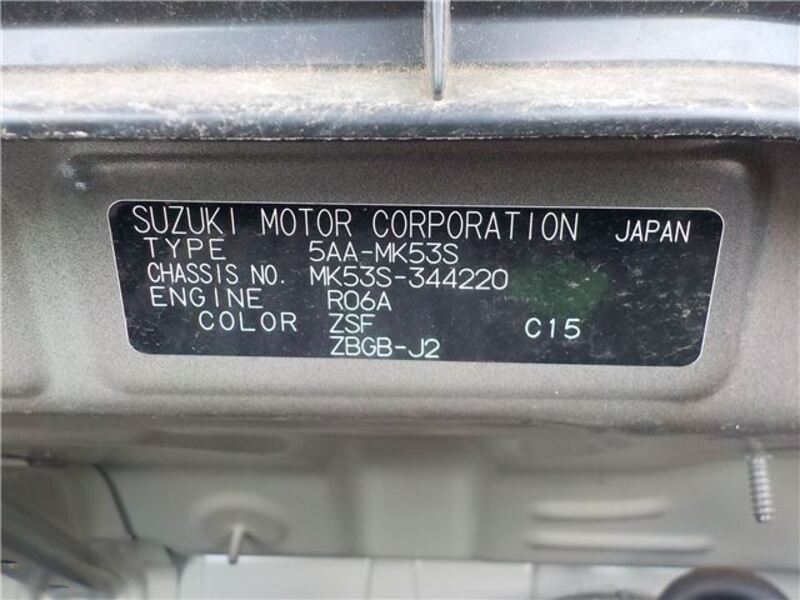 SUZUKI MOTOR CORPORATION JAPAN
TYPE 5AA-MK53S
CHASSIS NO. MK53S-344220
ENGINE R06A
COLOR ZSF C15
ZBGB-J2